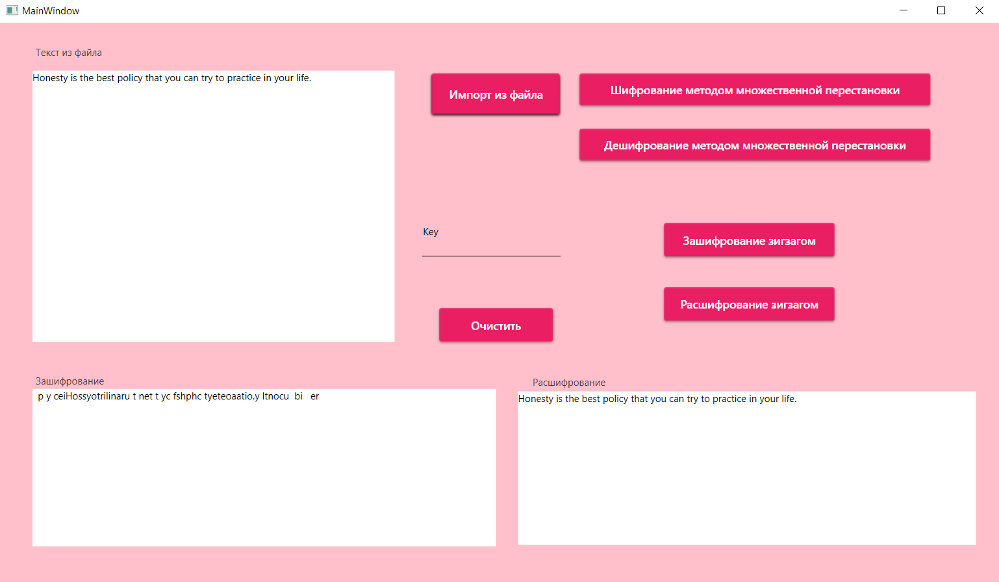 MainWindow
Текст из файла
Honesty is the best policy that you can try to practice in your life.
Импорт из файла
Шифрование методом множественной перестановки
Дешифрование методом множественной перестановки
Key
Зашифрование зигзагом
Расшифрование зигзагом
Очистить
Зашифрование
p y ceiHossyotrilinaru t net t yc fshphc tyeteoaatio.y ltnocu  bi   er
Расшифрование
Honesty is the best policy that you can try to practice in your life.